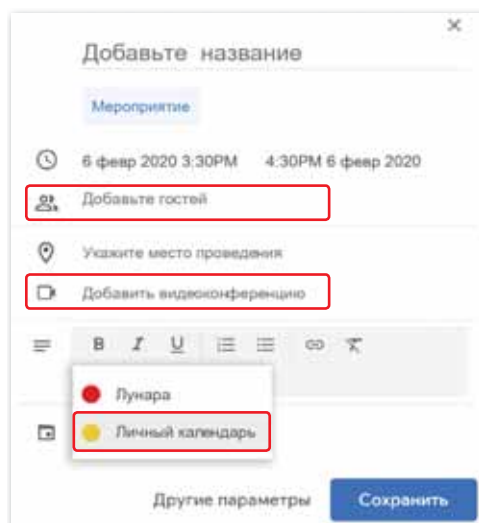 Добавьте название
Мероприятие
6 февр 2020 3:30PM 4:30PM 6 февр 2020
Добавьте гостей
Укажите место проведения
Добавить видеоконференцию
B I U
Лунара
Личный календарь
Другие параметры Сохранить